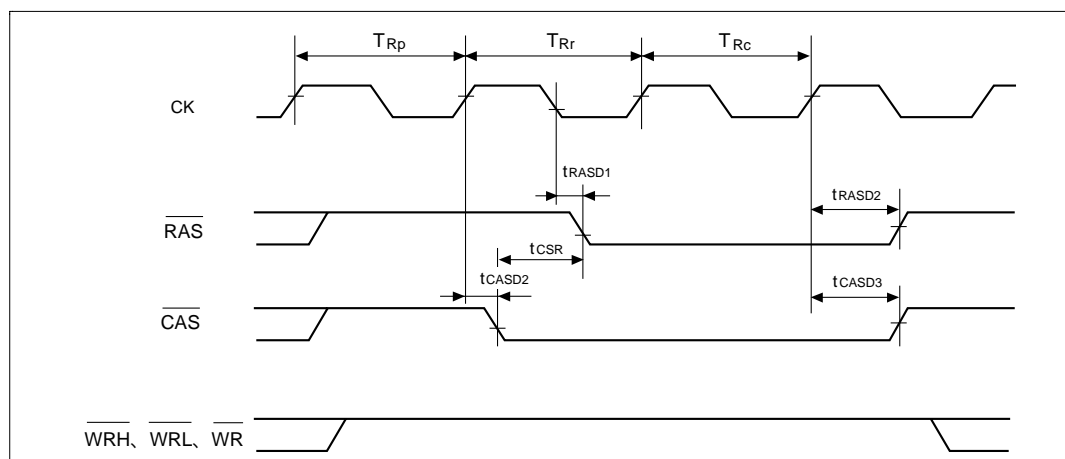 TRp TRr TRc
CK
tRASD1
tRASD2
RAS
tCSR
tCASD2
tCASD3
CAS
WRH、WRL、WR